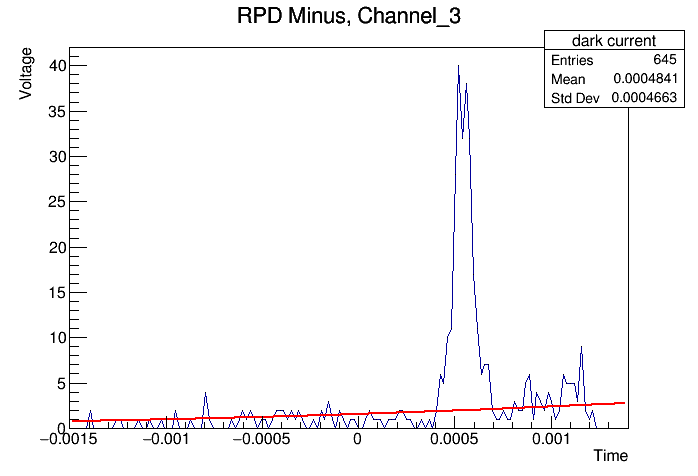 RPD Minus, Channel_3
dark current
Entries 645
Mean 0.0004841
Std Dev 0.0004663
Voltage
40
35
30
25
20
15
10
5
0
−0.0015 −0.001 −0.0005 0 0.0005 0.001
Time